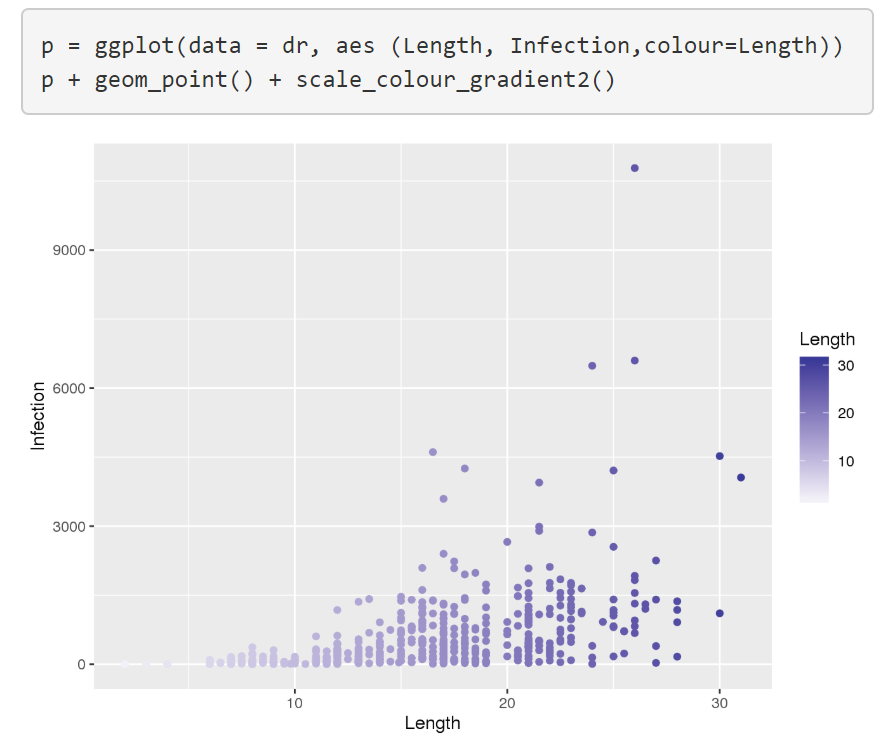 p = ggplot(data = dr, aes (Length, Infection,colour=Length))
p + geom_point() + scale_colour_gradient2()
9000
6000
3000
0
Infection
10
20
30
Length
Length
30
20
10